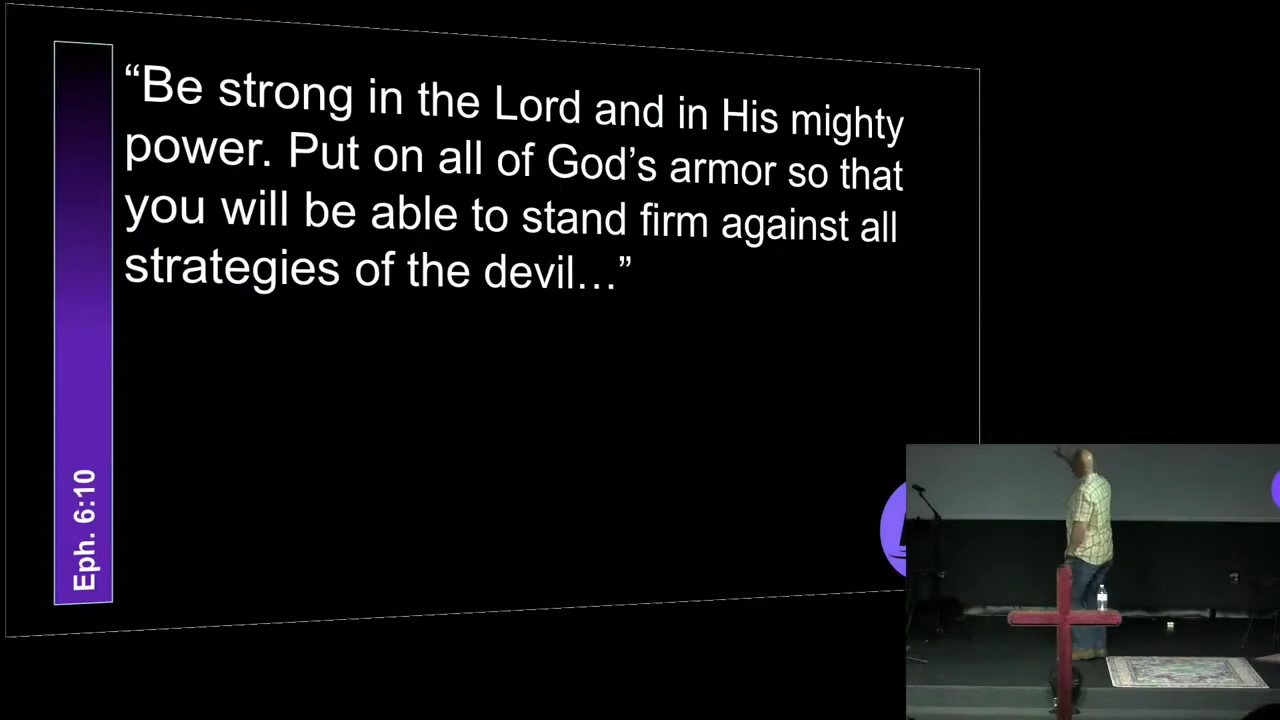 “Be strong in the Lord and in His mighty
power. Put on all of God’s armor so that
you will be able to stand firm against all
strategies of the devil…”
Eph. 6:10